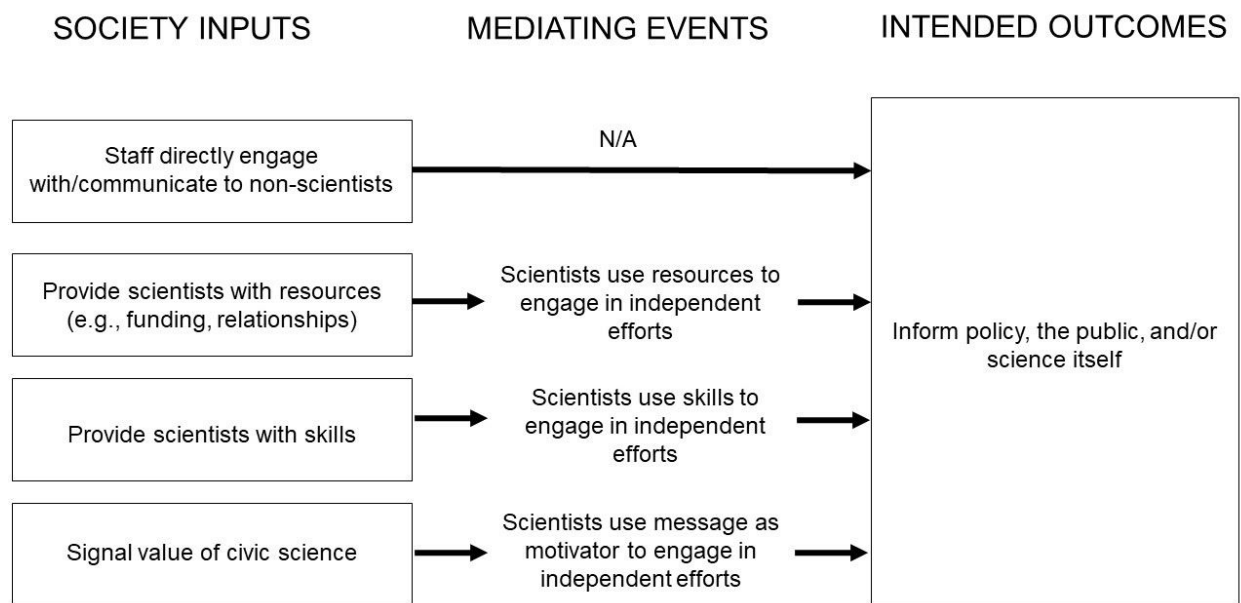 SOCIETY INPUTS
MEDIATING EVENTS
INTENDED OUTCOMES
Staff directly engage
with/communicate to non-scientists
N/A
Provide scientists with resources
(e.g., funding, relationships)
Scientists use resources to
engage in independent
efforts
Provide scientists with skills
Scientists use skills to
engage in independent
efforts
Signal value of civic science
Scientists use message as
motivator to engage in
independent efforts
Inform policy, the public, and/or
science itself